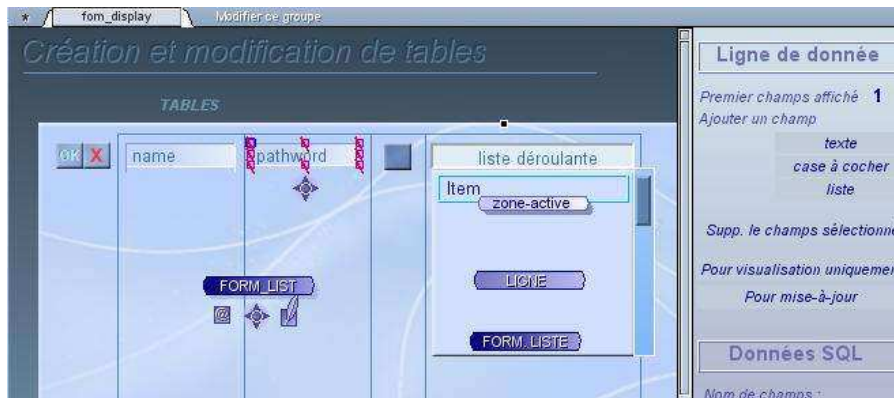 * fom_display Modifier ce groupe
Création et modification de tables
TABLES
OK X name pathword liste déroulante
Item
zone-active
FORM_LIST
LIGNE
@
FORM. LISTE
Ligne de donnée
Premier champs affiché 1
Ajouter un champ
texte
case à cocher
liste
Supp. le champs sélectionné
Pour visualisation uniquement
Pour mise-à-jour
Données SQL
Nom de champs :